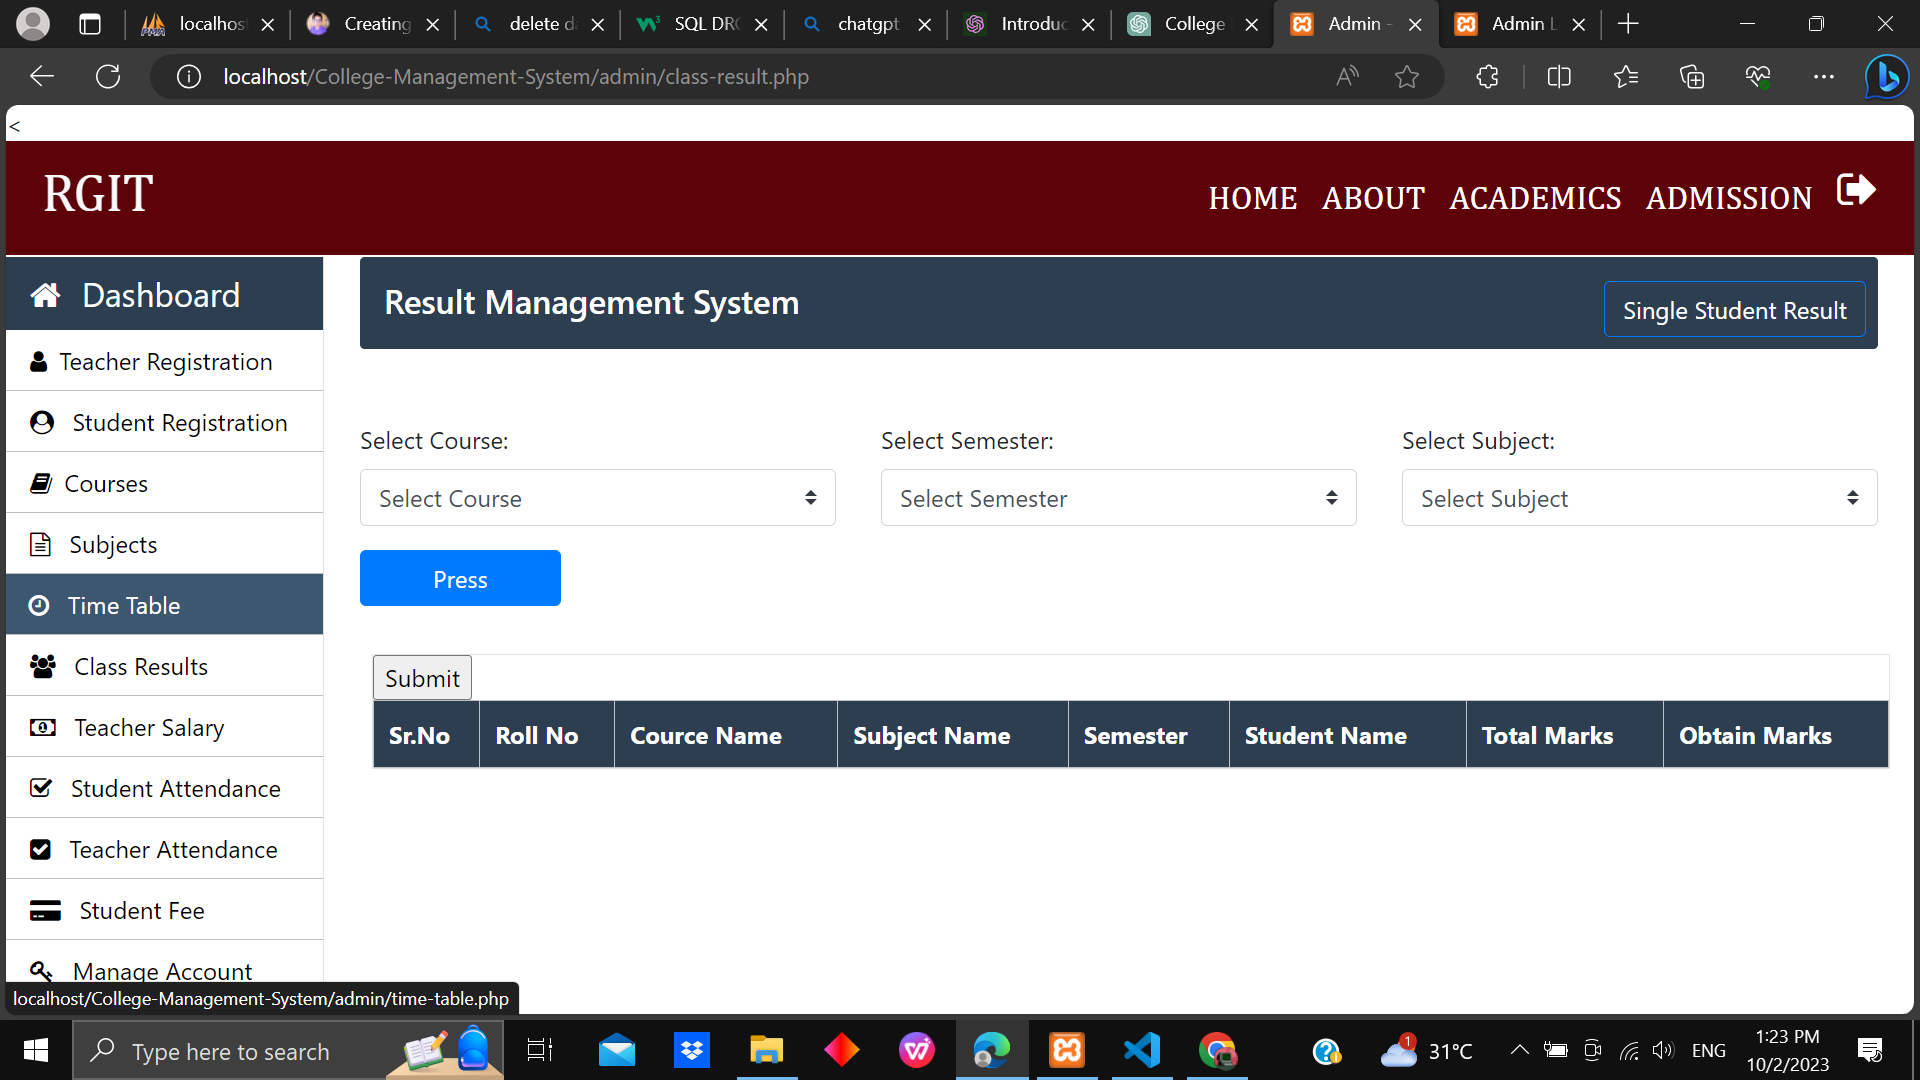 localhos
Creating
delete da
SQL DRO
chatgpt
Introduc
College
Admin -
Admin L
localhost/College-Management-System/admin/class-result.php
<
RGIT
HOME ABOUT ACADEMICS ADMISSION
Dashboard
Teacher Registration
Student Registration
Courses
Subjects
Time Table
Class Results
Teacher Salary
Student Attendance
Teacher Attendance
Student Fee
Manage Account
Result Management System
Single Student Result
Select Course: Select Semester: Select Subject:
Select Course Select Semester Select Subject
Press
Submit
Sr.No Roll No Cource Name Subject Name Semester Student Name Total Marks Obtain Marks
localhost/College-Management-System/admin/time-table.php
Type here to search
1
31°C
ENG
1:23 PM
10/2/2023